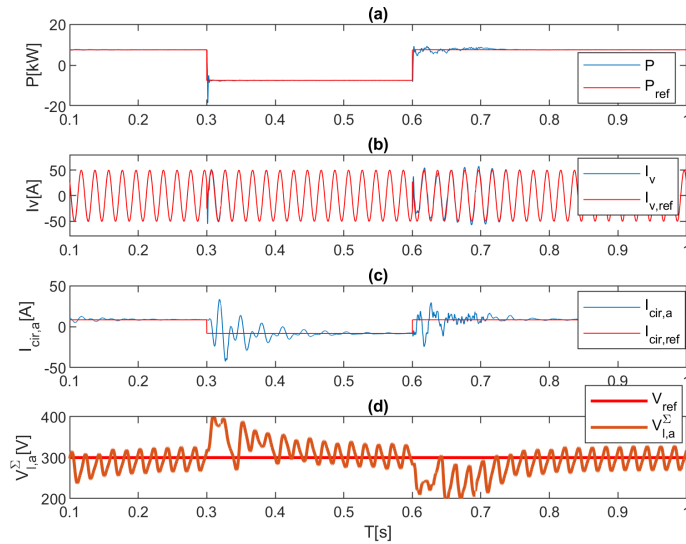 (a)
P[kW]
20
0
-20
P
P_ref
0.1 0.2 0.3 0.4 0.5 0.6 0.7 0.8 0.9 1
(b)
Iv[A]
50
0
-50
I_v
I_v,ref
0.1 0.2 0.3 0.4 0.5 0.6 0.7 0.8 0.9 1
(c)
I_cir,a[A]
50
0
-50
I_cir,a
I_cir,ref
0.1 0.2 0.3 0.4 0.5 0.6 0.7 0.8 0.9 1
(d)
V^Σ_l,a[V]
400
300
200
V_ref
V^Σ_l,a
0.1 0.2 0.3 0.4 0.5 0.6 0.7 0.8 0.9 1
T[s]